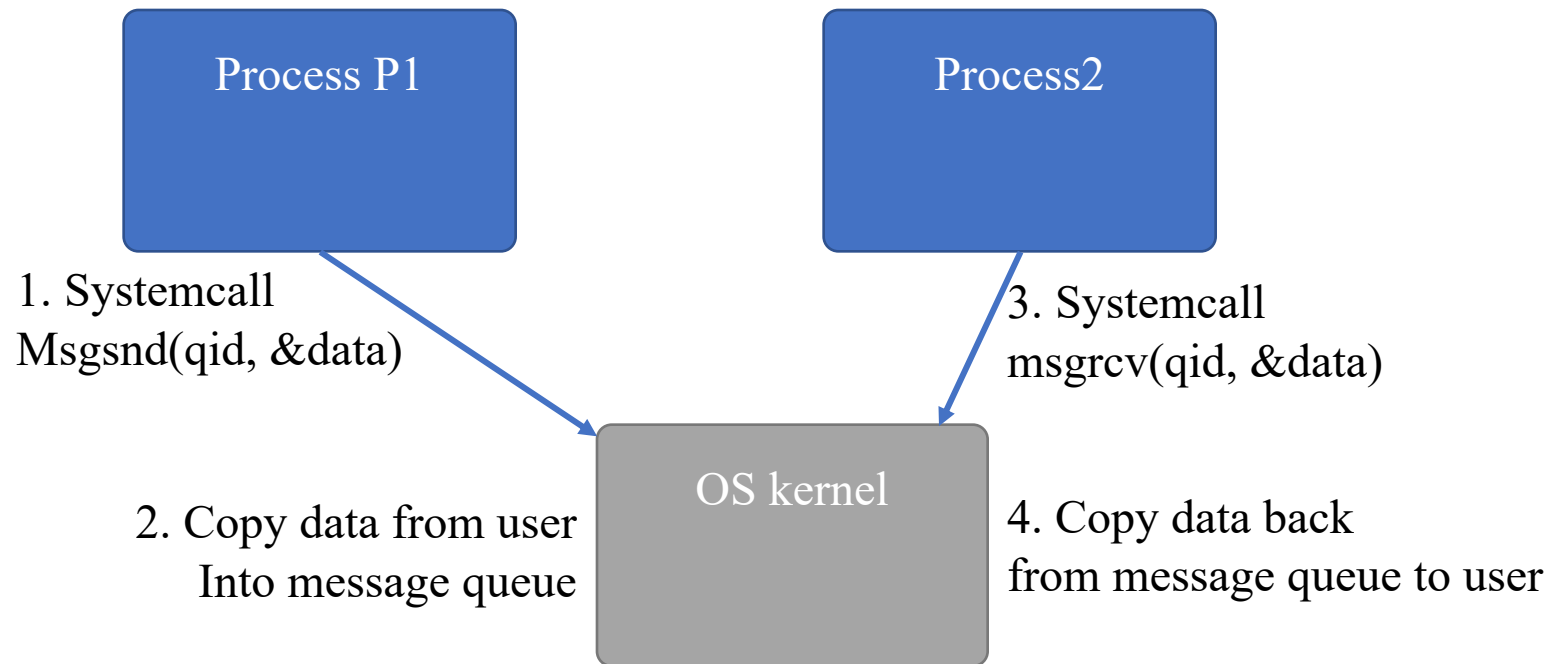 Process P1
Process2
1. Systemcall
Msgsnd(qid, &data)
3. Systemcall
msgrcv(qid, &data)
OS kernel
2. Copy data from user
Into message queue
4. Copy data back
from message queue to user